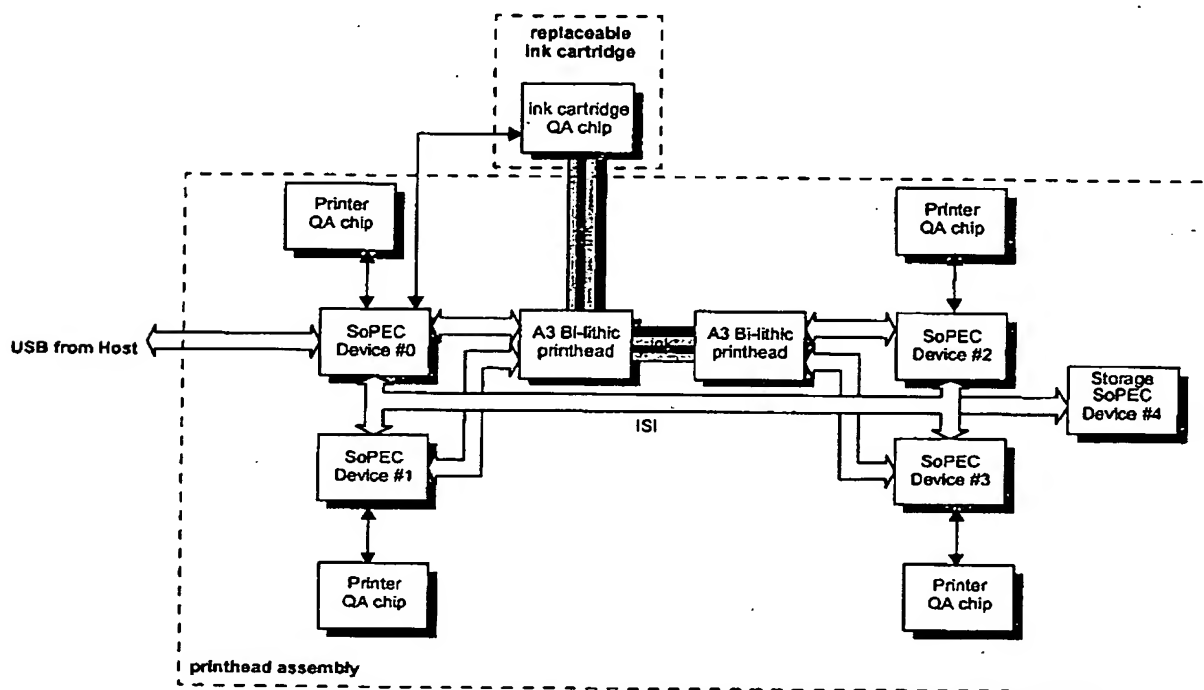 replaceable
ink cartridge
ink cartridge
QA chip
Printer
QA chip
Printer
QA chip
ink
USB from Host
SoPEC
Device #0
A3 Bi-lithic
printhead
ink
A3 Bi-lithic
printhead
SoPEC
Device #2
Storage
SoPEC
Device #4
ISI
SoPEC
Device #1
SoPEC
Device #3
Printer
QA chip
Printer
QA chip
printhead assembly